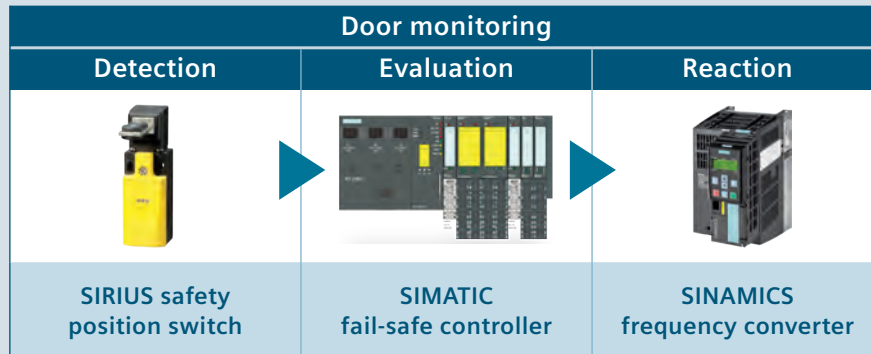 Door monitoring
Detection
Evaluation
Reaction
SIRIUS safety
position switch
SIMATIC
fail-safe controller
SINAMICS
frequency converter